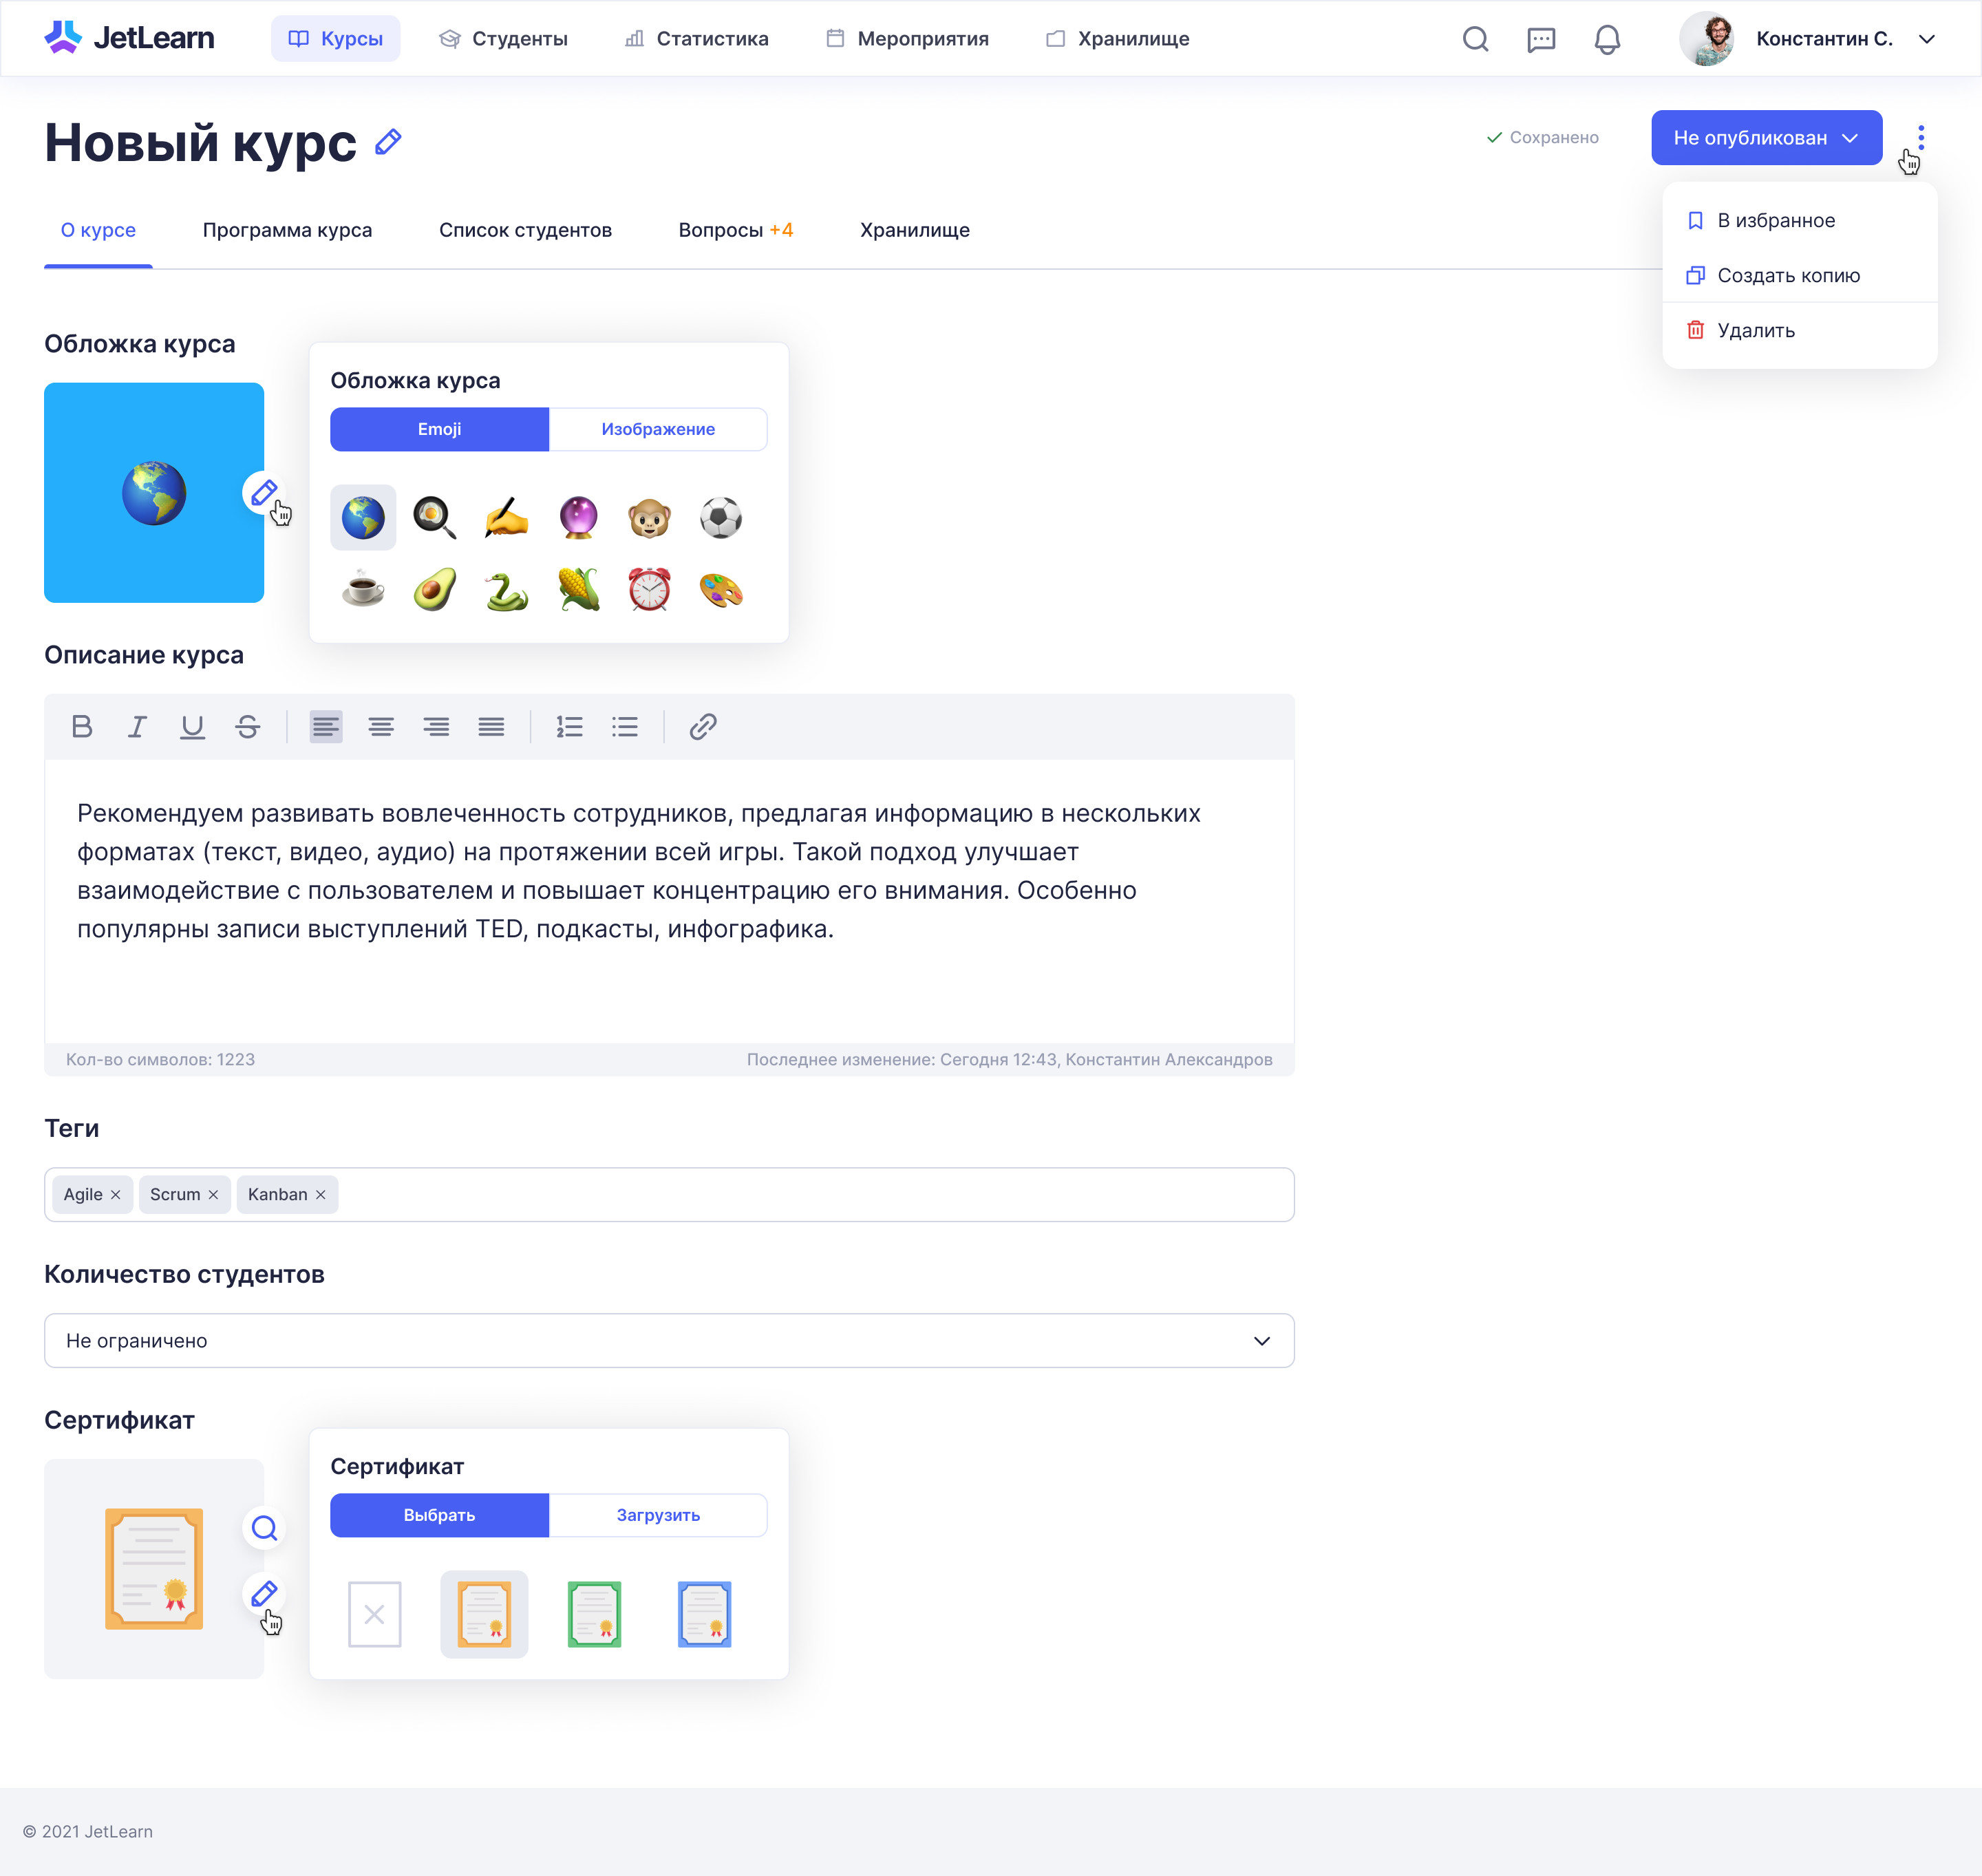 JetLearn
Курсы
Студенты
Статистика
Мероприятия
Хранилище
Константин С.
Новый курс
Сохранено
Не опубликован
О курсе
Программа курса
Список студентов
Вопросы +4
Хранилище
В избранное
Создать копию
Удалить
Обложка курса
Обложка курса
Emoji
Изображение
Описание курса
Рекомендуем развивать вовлеченность сотрудников, предлагая информацию в нескольких
форматах (текст, видео, аудио) на протяжении всей игры. Такой подход улучшает
взаимодействие с пользователем и повышает концентрацию его внимания. Особенно
популярны записи выступлений TED, подкасты, инфографика.
Кол-во символов: 1223
Последнее изменение: Сегодня 12:43, Константин Александров
Теги
Agile
Scrum
Kanban
Количество студентов
Не ограничено
Сертификат
Сертификат
Выбрать
Загрузить
© 2021 JetLearn